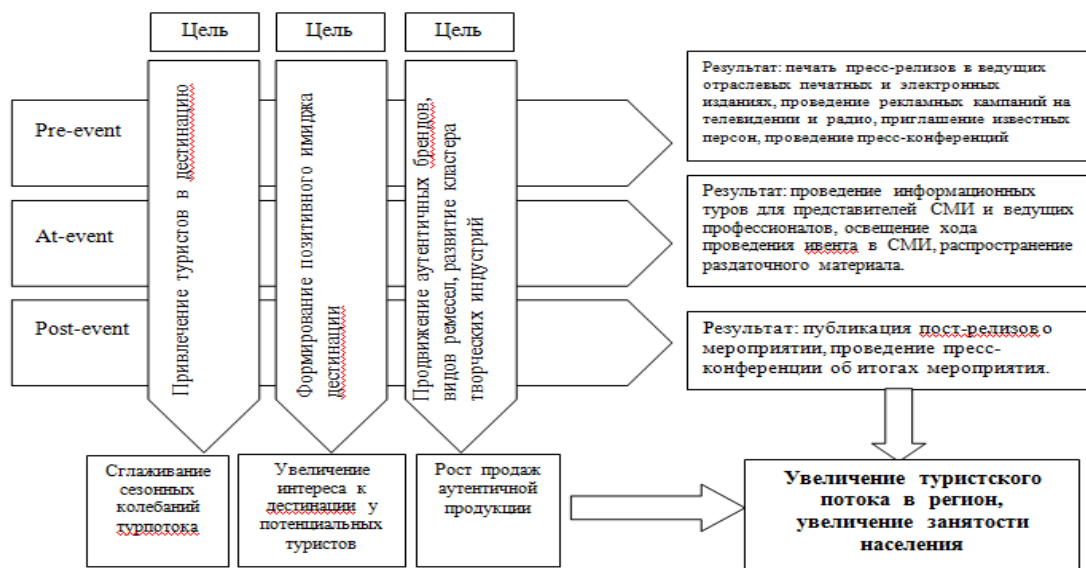 Цель
Цель
Цель
Pre-event
At-event
Post-event
Привлечение туристов в дестинацию
Формирование позитивного имиджа
дестинации
Продвижение аутентичных брендов,
видов ремесел, развитие кластера
творческих индустрий
Результат: печать пресс-релизов в ведущих
отраслевых печатных и электронных
изданиях, проведение рекламных кампаний на
телевидении и радио, приглашение известных
персон, проведение пресс-конференций
Результат: проведение информационных
туров для представителей СМИ и ведущих
профессионалов, освещение хода
проведения ивента в СМИ, распространение
раздаточного материала.
Результат: публикация пост-релизов о
мероприятии, проведение пресс-
конференции об итогах мероприятия.
Сглаживание
сезонных
колебаний
турпотока
Увеличение
интереса к
дестинации у
потенциальных
туристов
Рост продаж
аутентичной
продукции
Увеличение туристского
потока в регион,
увеличение занятости
населения